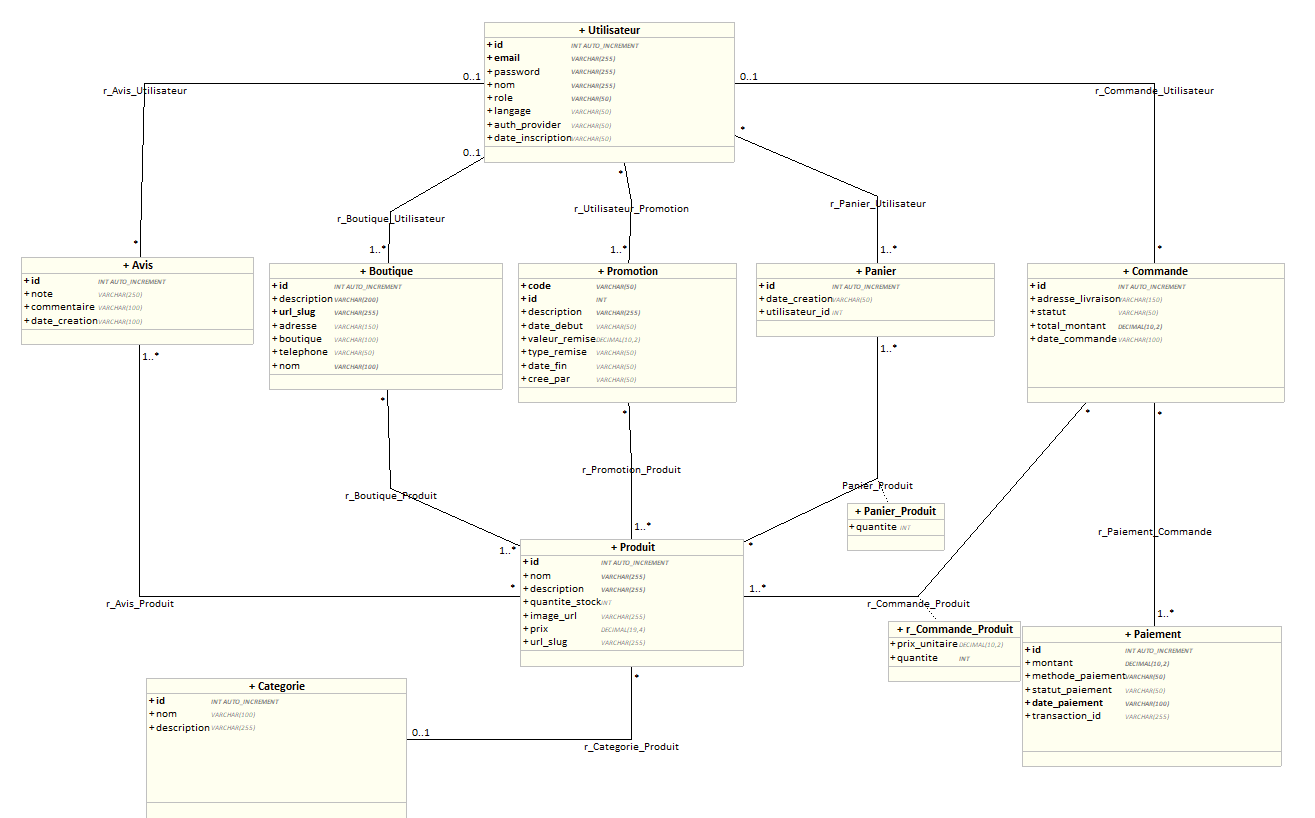 + Utilisateur
+ id INT AUTO_INCREMENT
+ email VARCHAR(255)
+ password VARCHAR(255)
+ nom VARCHAR(255)
+ role VARCHAR(50)
+ langage VARCHAR(50)
+ auth_provider VARCHAR(50)
+ date_inscription VARCHAR(50)
0..1
0..1
*
0..1
*
*
r_Avis_Utilisateur
r_Commande_Utilisateur
r_Boutique_Utilisateur
r_Utilisateur_Promotion
r_Panier_Utilisateur
*
1..*
1..*
1..*
*
+ Avis
+ id INT AUTO_INCREMENT
+ note VARCHAR(250)
+ commentaire VARCHAR(100)
+ date_creation VARCHAR(100)
1..*
+ Boutique
+ id INT AUTO_INCREMENT
+ description VARCHAR(200)
+ url_slug VARCHAR(255)
+ adresse VARCHAR(150)
+ boutique VARCHAR(100)
+ telephone VARCHAR(50)
+ nom VARCHAR(100)
*
+ Promotion
+ code VARCHAR(50)
+ id INT
+ description VARCHAR(255)
+ date_debut VARCHAR(50)
+ valeur_remise DECIMAL(10,2)
+ type_remise VARCHAR(50)
+ date_fin VARCHAR(50)
+ cree_par VARCHAR(50)
*
+ Panier
+ id INT AUTO_INCREMENT
+ date_creation VARCHAR(50)
+ utilisateur_id INT
1..*
+ Commande
+ id INT AUTO_INCREMENT
+ adresse_livraison VARCHAR(150)
+ statut VARCHAR(50)
+ total_montant DECIMAL(10,2)
+ date_commande VARCHAR(100)
*
*
r_Promotion_Produit
r_Boutique_Produit
Panier_Produit
+ Panier_Produit
+ quantite INT
r_Paiement_Commande
1..*
1..*
*
*
1..*
r_Avis_Produit
r_Commande_Produit
+ Produit
+ id INT AUTO_INCREMENT
+ nom VARCHAR(255)
+ description VARCHAR(255)
+ quantite_stock INT
+ image_url VARCHAR(255)
+ prix DECIMAL(19,4)
+ url_slug VARCHAR(255)
*
+ r_Commande_Produit
+ prix_unitaire DECIMAL(10,2)
+ quantite INT
1..*
+ Paiement
+ id INT AUTO_INCREMENT
+ montant DECIMAL(10,2)
+ methode_paiement VARCHAR(50)
+ statut_paiement VARCHAR(50)
+ date_paiement VARCHAR(100)
+ transaction_id VARCHAR(255)
+ Categorie
+ id INT AUTO_INCREMENT
+ nom VARCHAR(100)
+ description VARCHAR(255)
0..1
r_Categorie_Produit